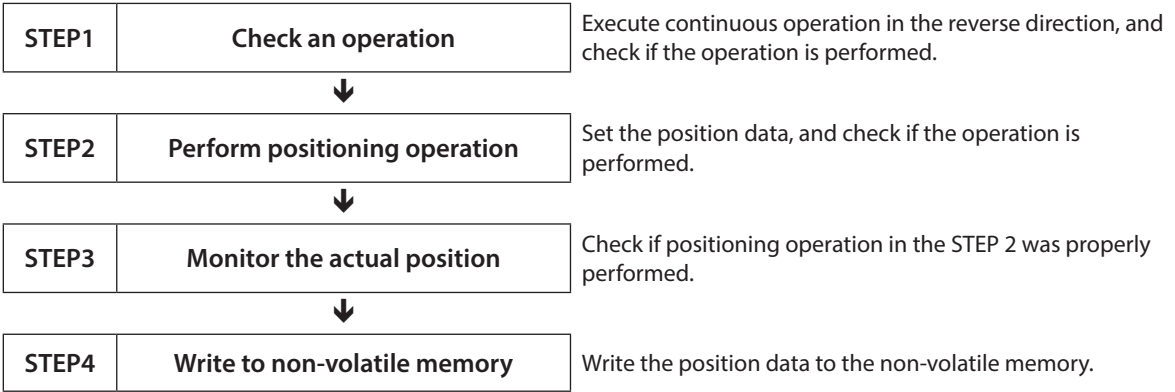 STEP1
Check an operation
Execute continuous operation in the reverse direction, and
check if the operation is performed.
STEP2
Perform positioning operation
Set the position data, and check if the operation is
performed.
STEP3
Monitor the actual position
Check if positioning operation in the STEP 2 was properly
performed.
STEP4
Write to non-volatile memory
Write the position data to the non-volatile memory.